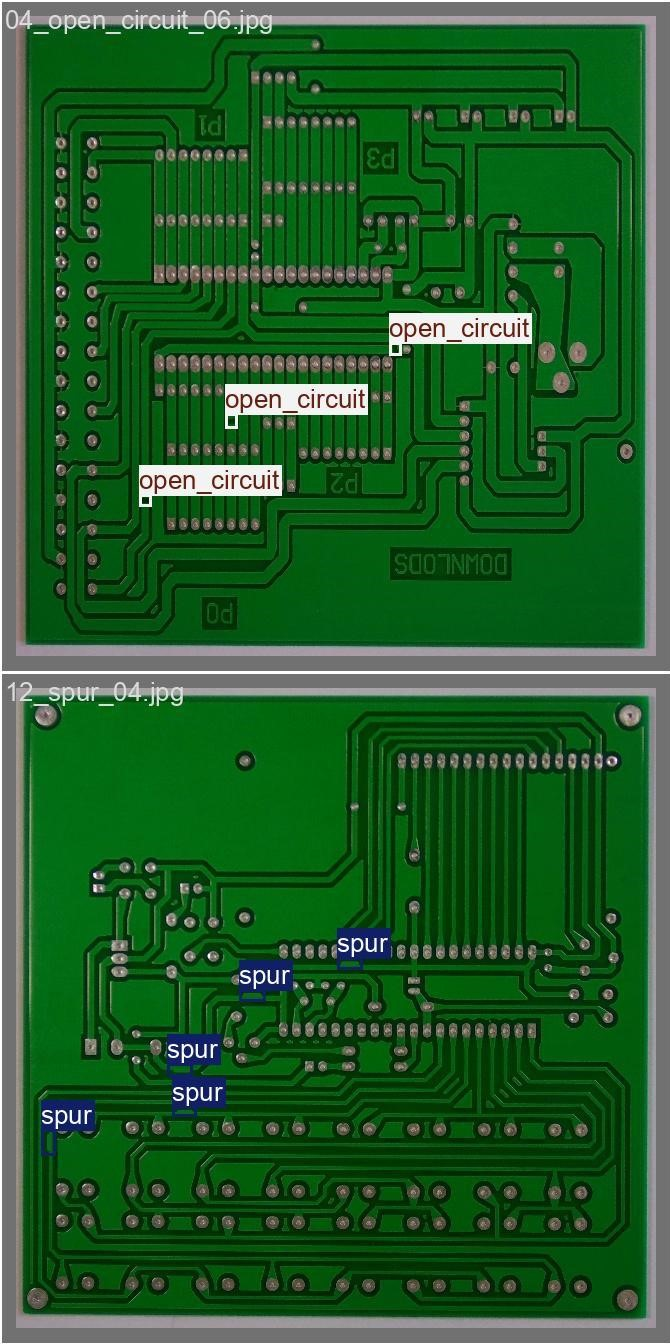 04_open_circuit_06.jpg
P1
P3
open_circuit
open_circuit
open_circuit
P2
DOWNLODS
P0
12_spur_04.jpg
spur
spur
spur
spur
spur